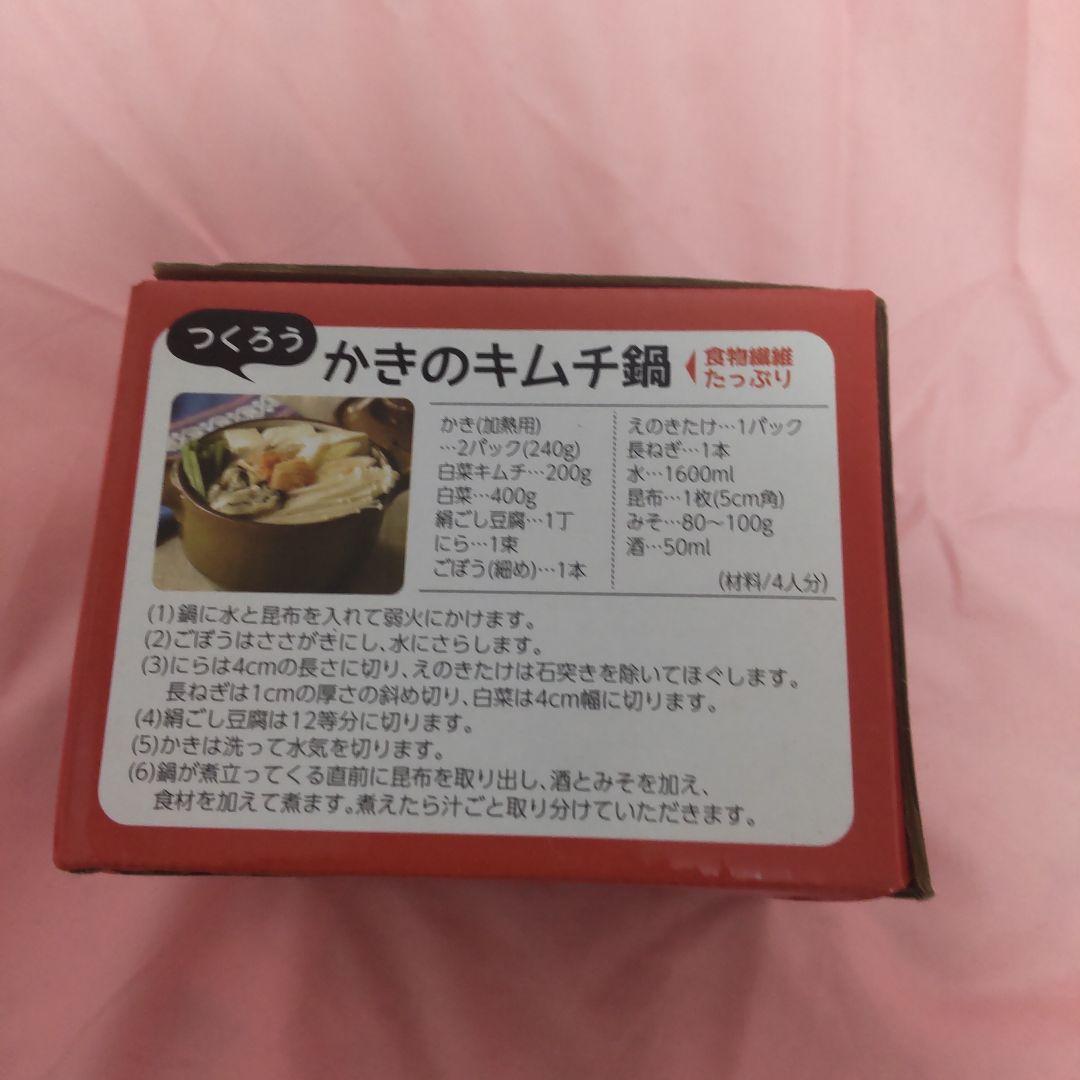 つくろう
かきのキムチ鍋
食物繊維
たっぷり
かき(加熱用)
…2パック(240g)
白菜キムチ…200g
白菜…400g
絹ごし豆腐…1丁
にら…1束
ごぼう(細め)…1本
えのきたけ…1パック
長ねぎ…1本
水…1600ml
昆布…1枚(5cm角)
みそ…80〜100g
酒…50ml
(材料/4人分)
(1)鍋に水と昆布を入れて弱火にかけます。
(2)ごぼうはささがきにし、水にさらします。
(3)にらは4cmの長さに切り、えのきたけは石突きを除いてほぐします。
長ねぎは1cmの厚さの斜め切り、白菜は4cm幅に切ります。
(4)絹ごし豆腐は12等分に切ります。
(5)かきは洗って水気を切ります。
(6)鍋が煮立ってくる直前に昆布を取り出し、酒とみそを加え、
食材を加えて煮ます。煮えたら汁ごと取り分けていただきます。